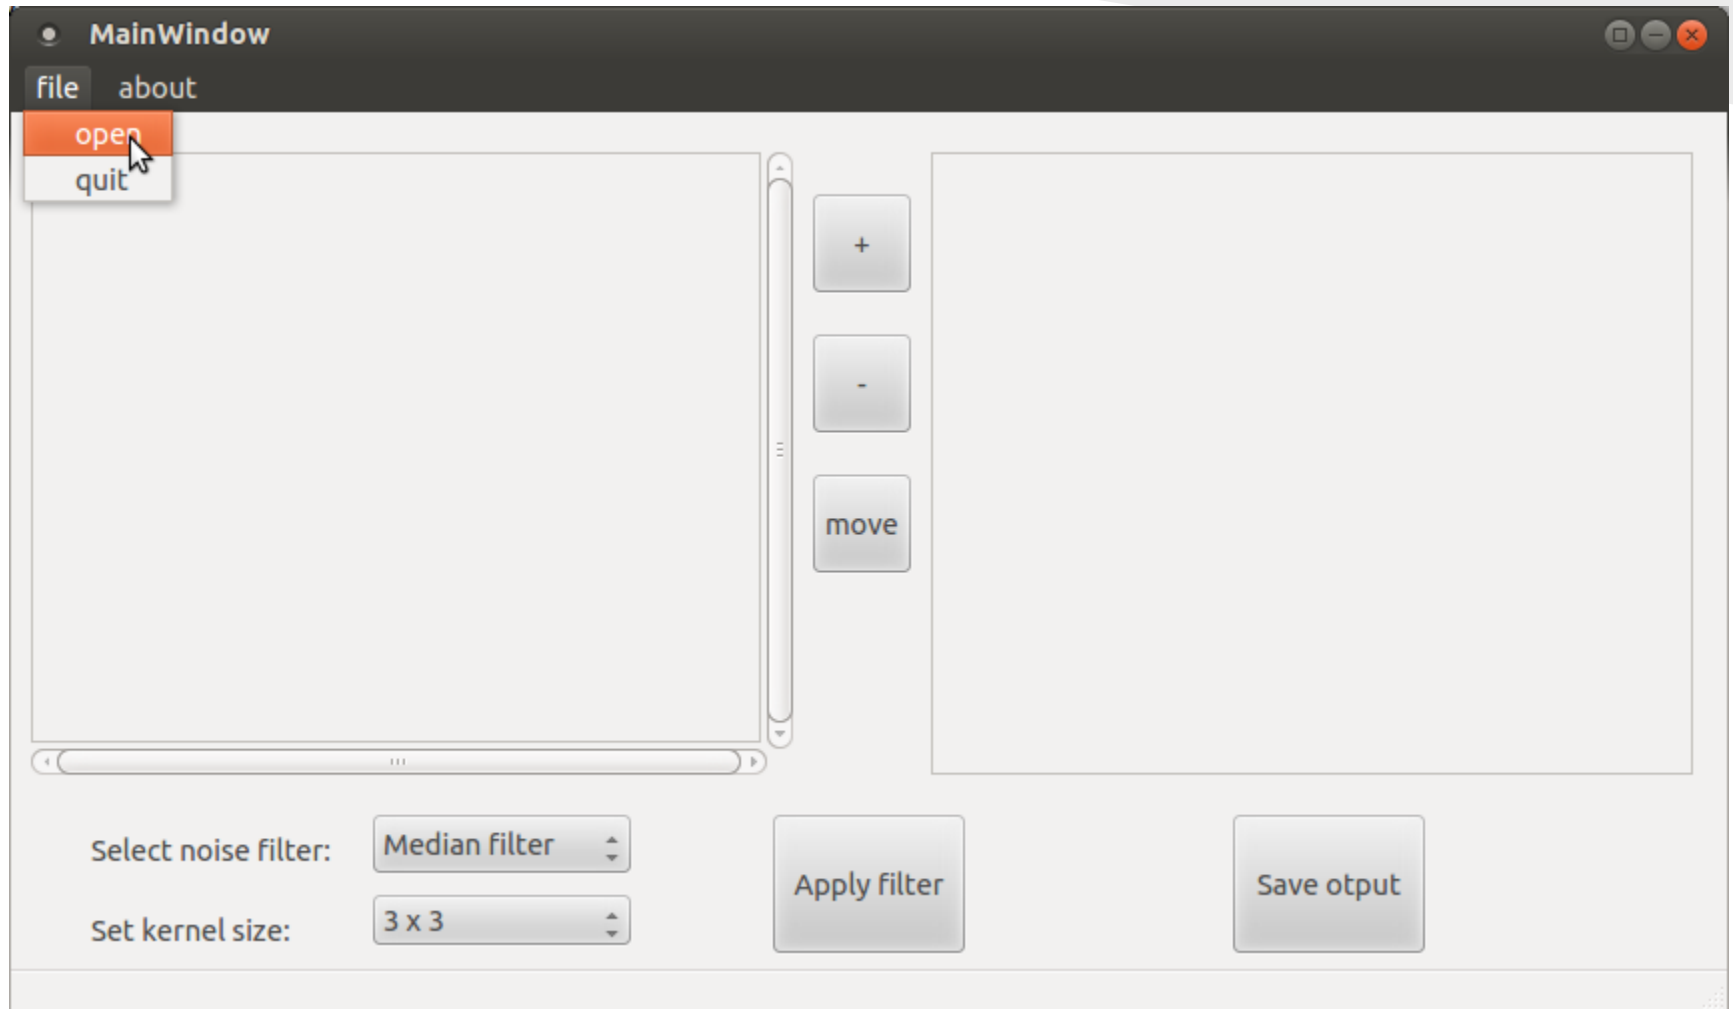 MainWindow
file about
open
quit
+
-
move
Select noise filter: Median filter
Set kernel size: 3 x 3
Apply filter
Save otput